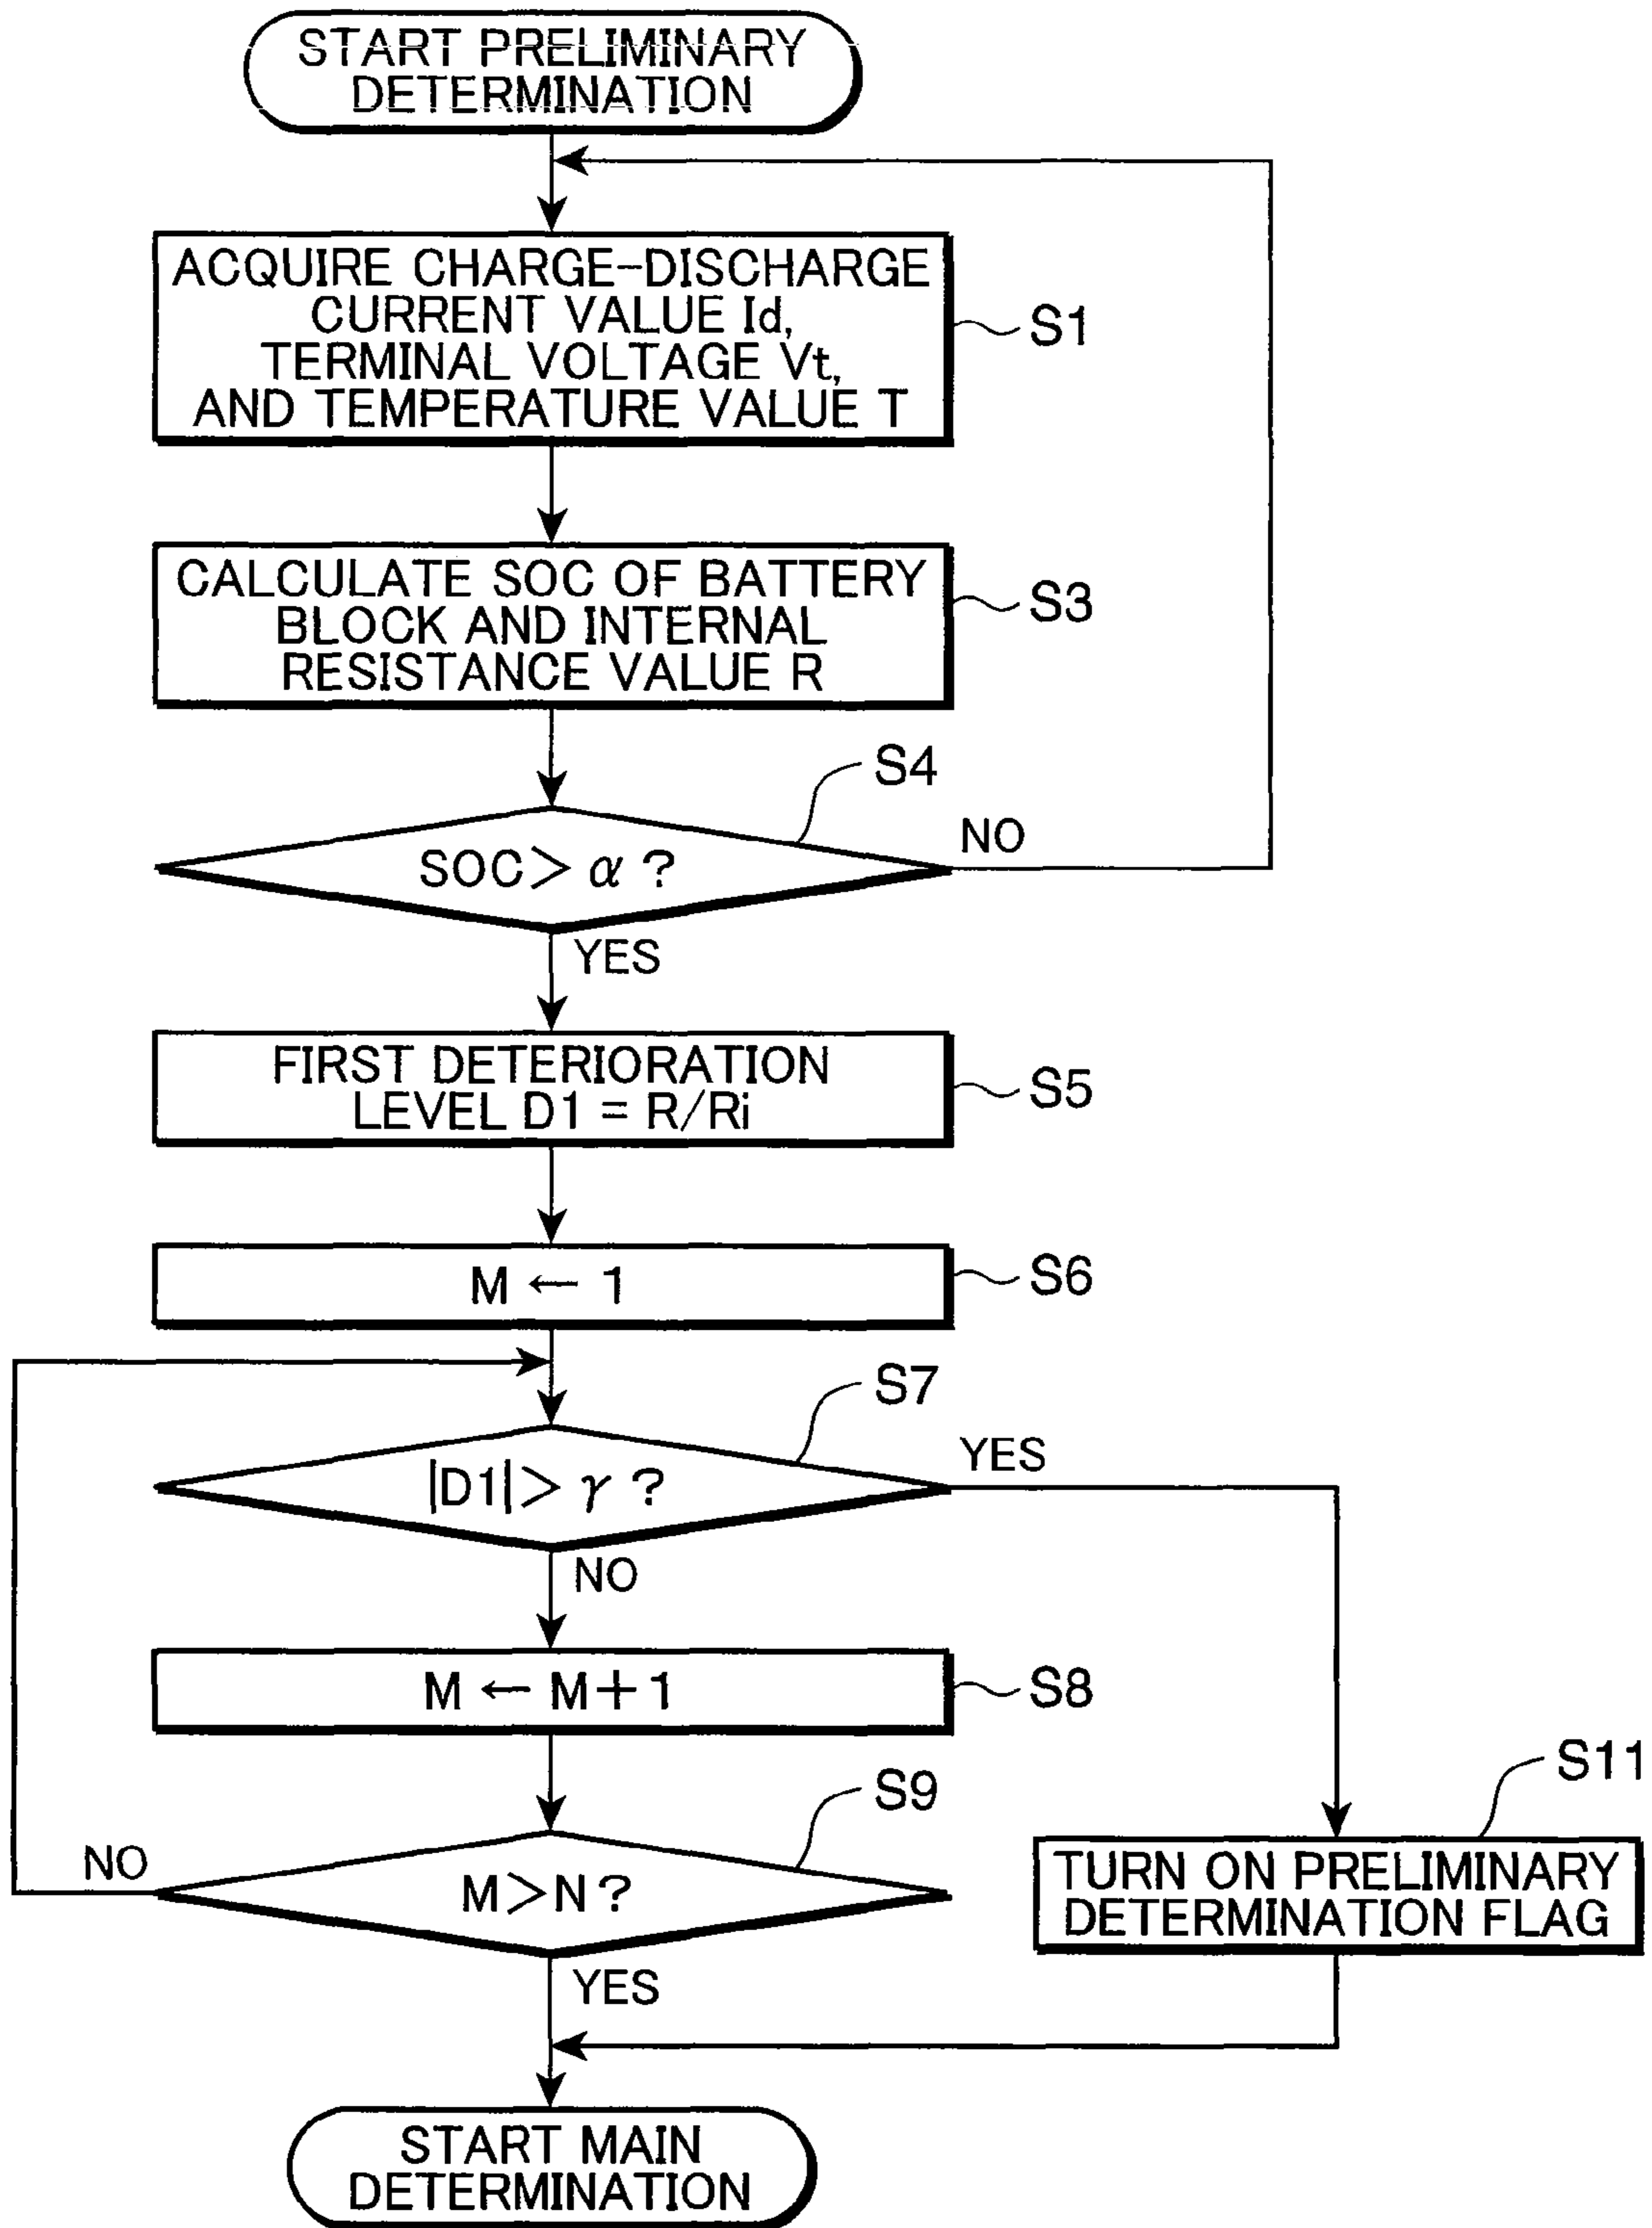 START PRELIMINARY
DETERMINATION
ACQUIRE CHARGE-DISCHARGE
CURRENT VALUE Id,
TERMINAL VOLTAGE Vt,
AND TEMPERATURE VALUE T
S1
CALCULATE SOC OF BATTERY
BLOCK AND INTERNAL
RESISTANCE VALUE R
S3
S4
SOC > α ?
NO
YES
FIRST DETERIORATION
LEVEL D1 = R/Ri
S5
M ← 1
S6
S7
|D1| > γ ?
YES
NO
M ← M+1
S8
S9
M>N?
NO
YES
S11
TURN ON PRELIMINARY
DETERMINATION FLAG
START MAIN
DETERMINATION